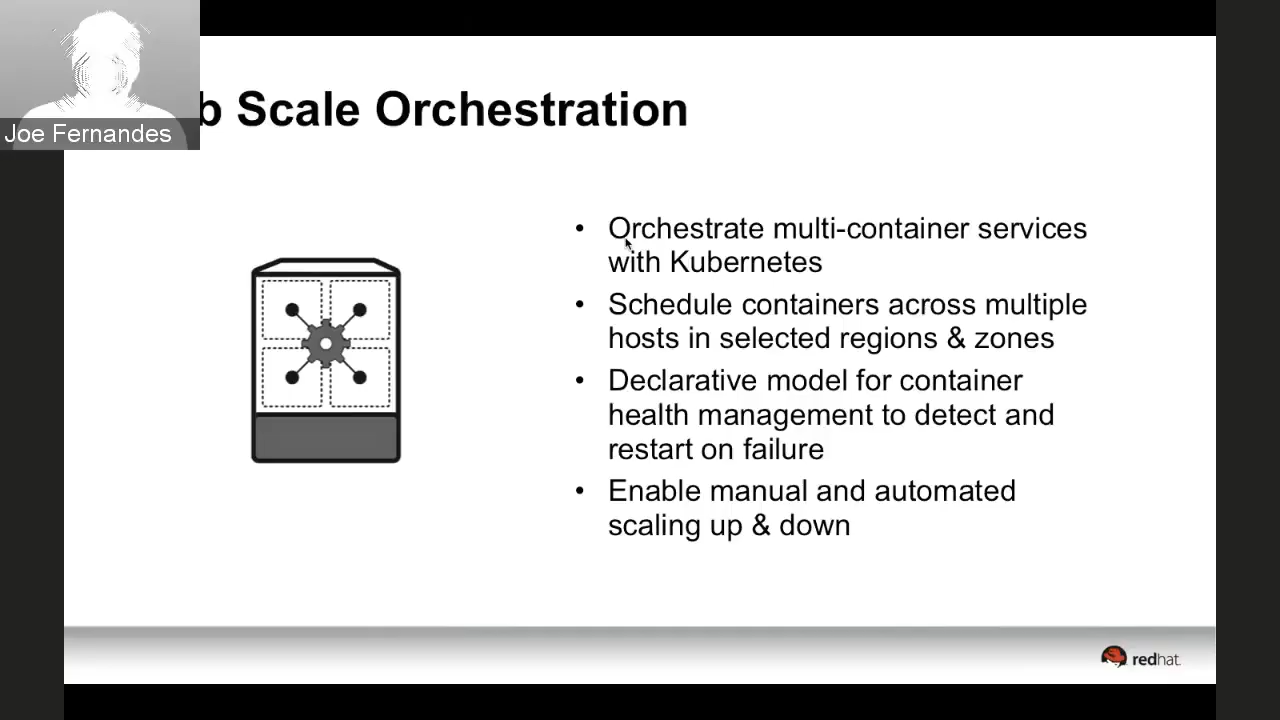 b Scale Orchestration
Joe Fernandes
• Orchestrate multi-container services
with Kubernetes
• Schedule containers across multiple
hosts in selected regions & zones
• Declarative model for container
health management to detect and
restart on failure
• Enable manual and automated
scaling up & down
redhat.